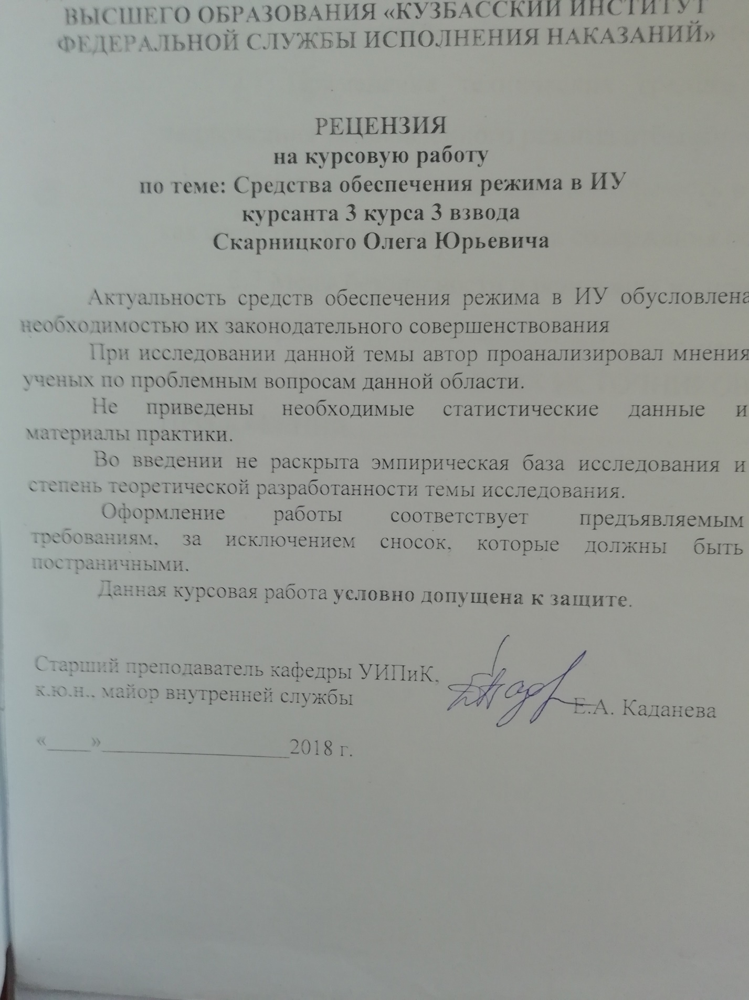 ВЫСШЕГО ОБРАЗОВАНИЯ «КУЗБАССКИЙ ИНСТИТУТ
ФЕДЕРАЛЬНОЙ СЛУЖБЫ ИСПОЛНЕНИЯ НАКАЗАНИЙ»
РЕЦЕНЗИЯ
на курсовую работу
по теме: Средства обеспечения режима в ИУ
курсанта 3 курса 3 взвода
Скарницкого Олега Юрьевича
Актуальность средств обеспечения режима в ИУ обусловлена
необходимостью их законодательного совершенствования
При исследовании данной темы автор проанализировал мнения
ученых по проблемным вопросам данной области.
Не приведены необходимые статистические данные и
материалы практики.
Во введении не раскрыта эмпирическая база исследования и
степень теоретической разработанности темы исследования.
Оформление работы соответствует предъявляемым
требованиям, за исключением сносок, которые должны быть
постраничными.
Данная курсовая работа условно допущена к защите.
Старший преподаватель кафедры УИПиК,
к.ю.н., майор внутренней службы
Е.А. Каданева
«____»_________________2018 г.